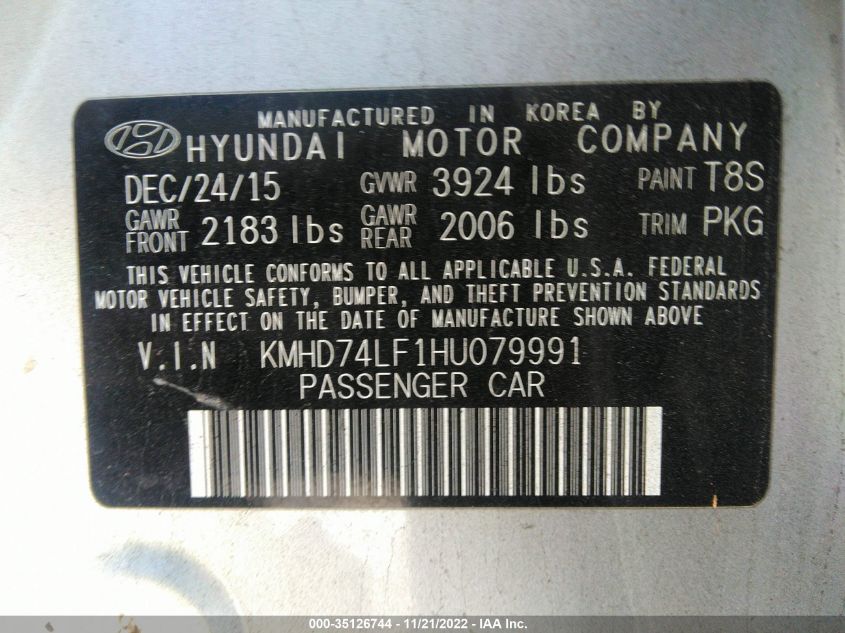 MANUFACTURED IN KOREA BY
HYUNDAI MOTOR COMPANY
DEC/24/15 GVWR 3924 lbs PAINT T8S
GAWR FRONT 2183 lbs GAWR REAR 2006 lbs TRIM PKG
THIS VEHICLE CONFORMS TO ALL APPLICABLE U.S.A. FEDERAL
MOTOR VEHICLE SAFETY, BUMPER, AND THEFT PREVENTION STANDARDS
IN EFFECT ON THE DATE OF MANUFACTURE SHOWN ABOVE
V.I.N KMHD74LF1HU079991
PASSENGER CAR
000-35126744 - 11/21/2022 - IAA Inc.